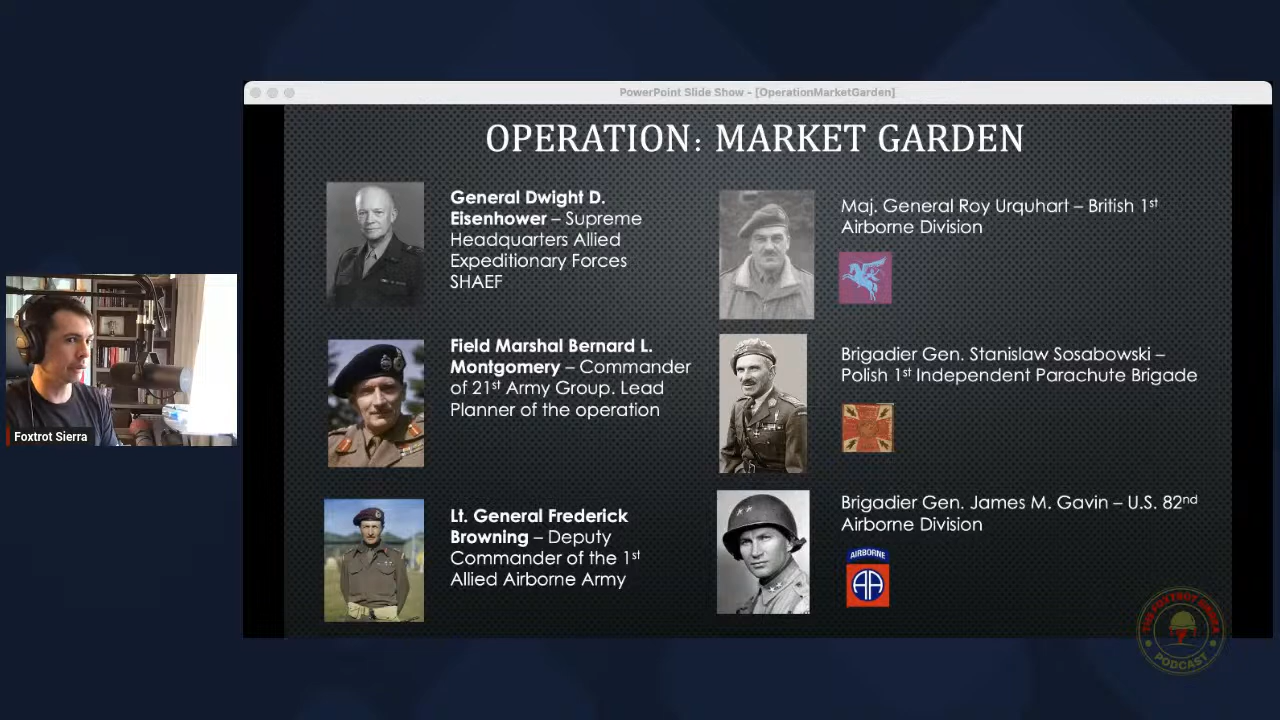 PowerPoint Slide Show - [OperationMarketGarden]
OPERATION: MARKET GARDEN
General Dwight D.
Eisenhower – Supreme
Headquarters Allied
Expeditionary Forces
SHAEF
Field Marshal Bernard L.
Montgomery – Commander
of 21st Army Group. Lead
Planner of the operation
Lt. General Frederick
Browning – Deputy
Commander of the 1st
Allied Airborne Army
Maj. General Roy Urquhart – British 1st
Airborne Division
Brigadier Gen. Stanislaw Sosabowski –
Polish 1st Independent Parachute Brigade
Brigadier Gen. James M. Gavin – U.S. 82nd
Airborne Division
AIRBORNE
AA
Foxtrot Sierra
THE FOXTROT SIERRA
PODCAST